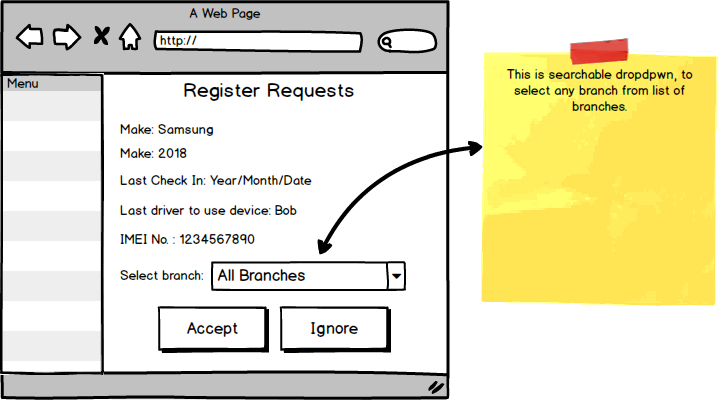 A Web Page
http://
Menu
Register Requests
Make: Samsung
Make: 2018
Last Check In: Year/Month/Date
Last driver to use device: Bob
IMEI No. : 1234567890
Select branch: All Branches
Accept Ignore
This is searchable dropdpwn, to
select any branch from list of
branches.